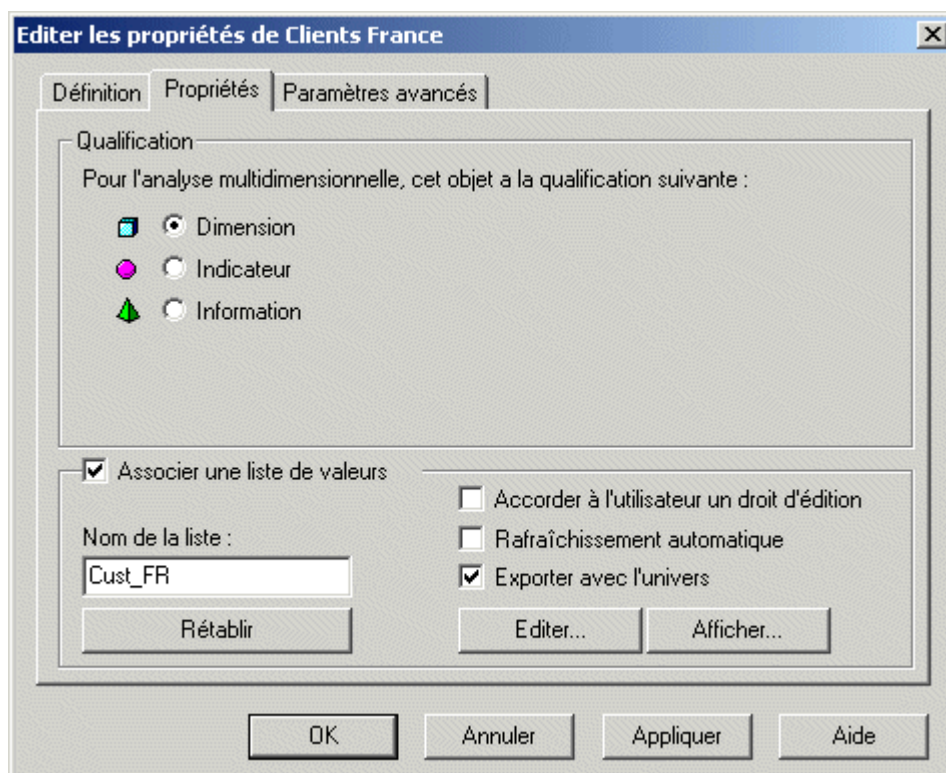 Editer les propriétés de Clients France
Définition Propriétés Paramètres avancés
Qualification
Pour l'analyse multidimensionnelle, cet objet a la qualification suivante :
Dimension
Indicateur
Information
Associer une liste de valeurs
Accorder à l'utilisateur un droit d'édition
Nom de la liste :
Rafraîchissement automatique
Cust_FR
Exporter avec l'univers
Rétablir Editer... Afficher...
OK Annuler Appliquer Aide